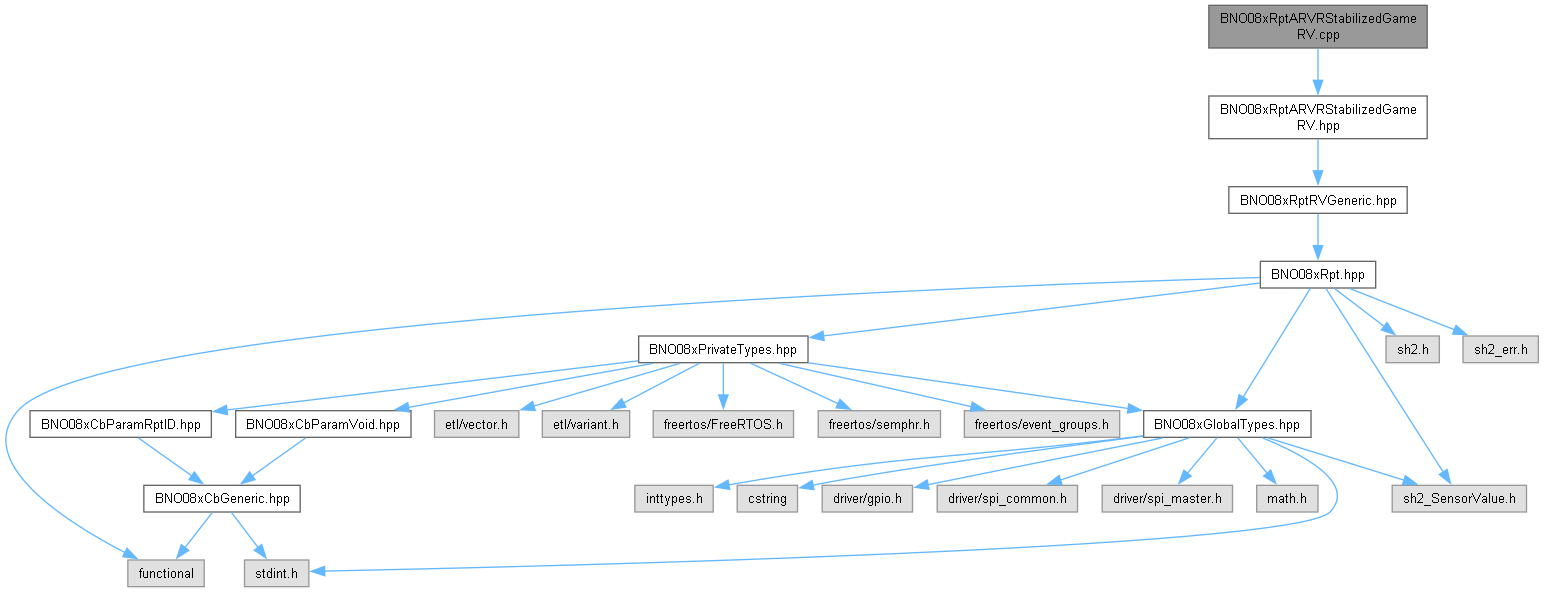 BNO08xRptARVRStabilizedGame
RV.cpp
BNO08xRptARVRStabilizedGame
RV.hpp
BNO08xRptRVGeneric.hpp
BNO08xRpt.hpp
BNO08xPrivateTypes.hpp
sh2.h
sh2_err.h
BNO08xCbParamRptID.hpp
BNO08xCbParamVoid.hpp
etl/vector.h
etl/variant.h
freertos/FreeRTOS.h
freertos/semphr.h
freertos/event_groups.h
BNO08xGlobalTypes.hpp
BNO08xCbGeneric.hpp
inttypes.h
cstring
driver/gpio.h
driver/spi_common.h
driver/spi_master.h
math.h
sh2_SensorValue.h
functional
stdint.h